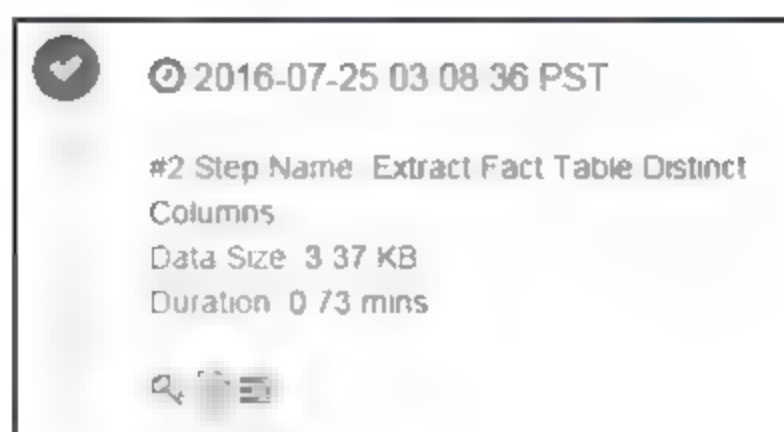 2016-07-25 03 08 36 PST
#2 Step Name Extract Fact Table Distinct
Columns
Data Size 3 37 KB
Duration 0 73 mins